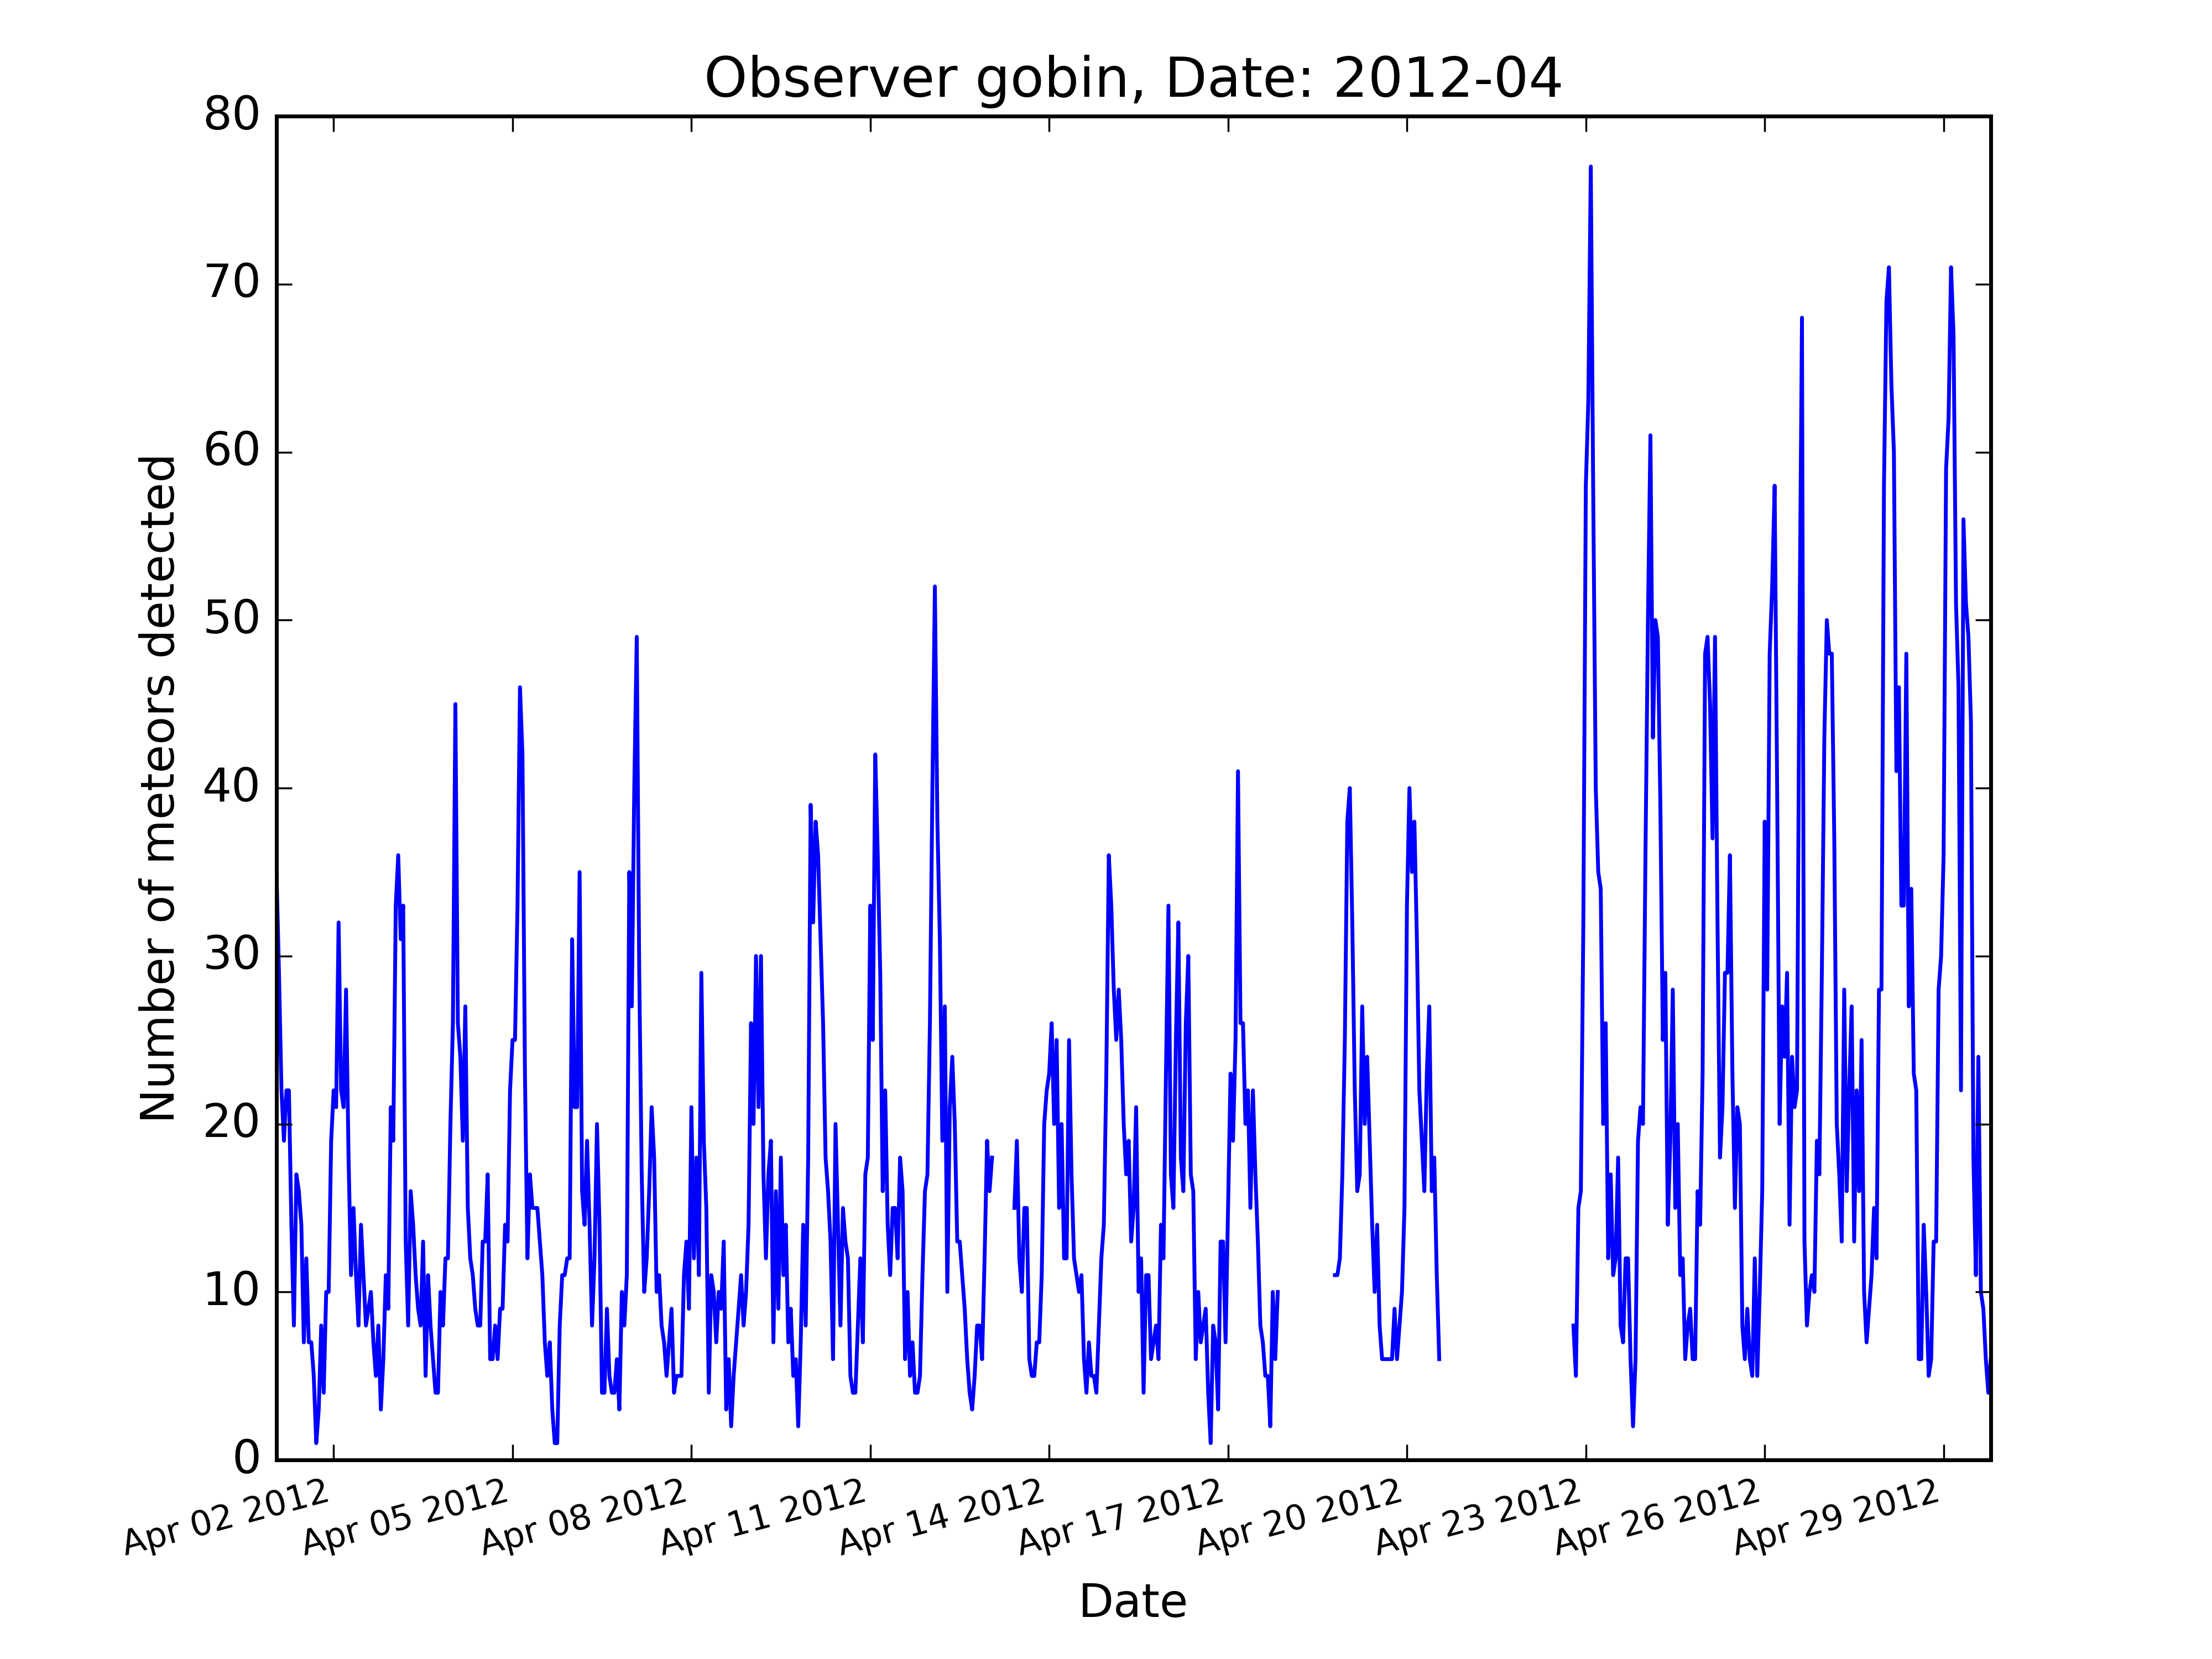 Observer gobin, Date: 2012-04
80
70
60
50
40
30
20
10
0
Number of meteors detected
Apr 02 2012
Apr 05 2012
Apr 08 2012
Apr 11 2012
Apr 14 2012
Apr 17 2012
Apr 20 2012
Apr 23 2012
Apr 26 2012
Apr 29 2012
Date